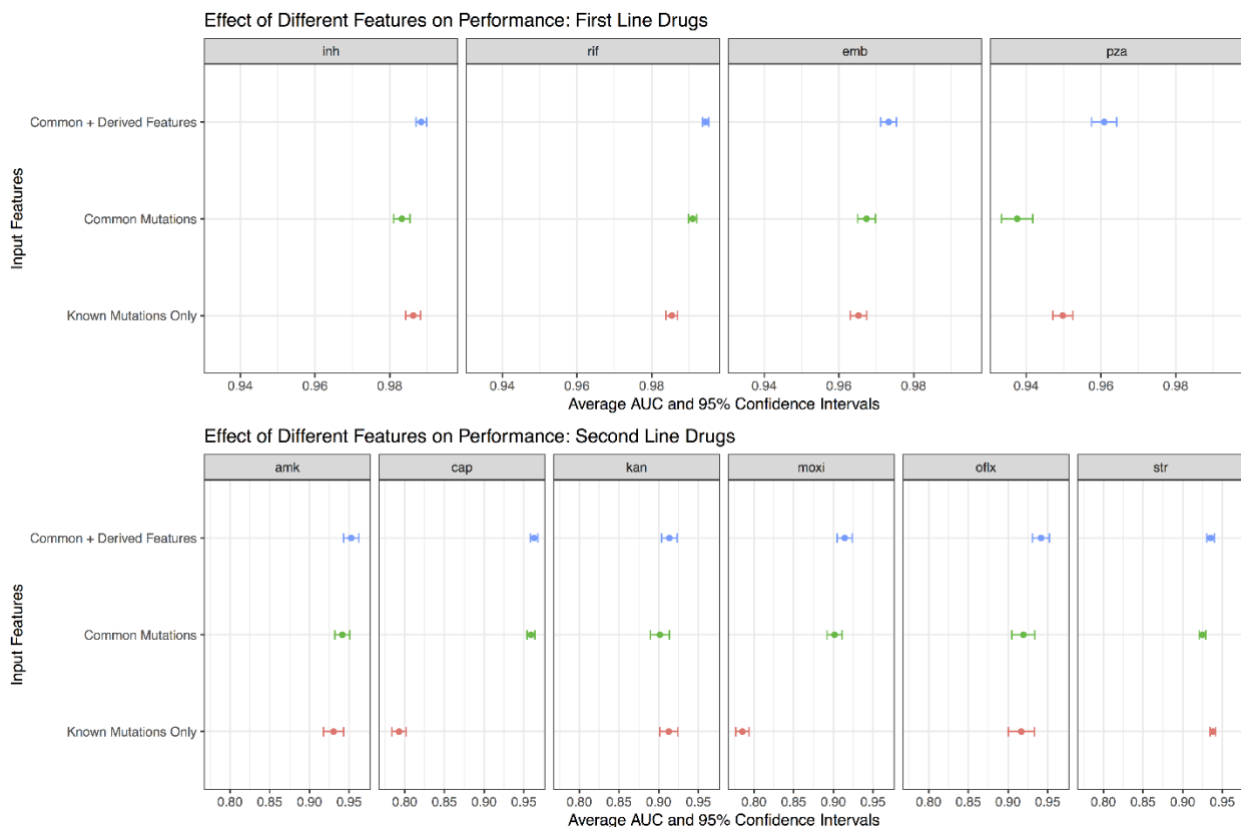 Effect of Different Features on Performance: First Line Drugs
inh rif emb pza
Input Features
Common + Derived Features
Common Mutations
Known Mutations Only
0.94 0.96 0.98 0.94 0.96 0.98 0.94 0.96 0.98 0.94 0.96 0.98
Average AUC and 95% Confidence Intervals
Effect of Different Features on Performance: Second Line Drugs
amk cap kan moxi oflx str
Input Features
Common + Derived Features
Common Mutations
Known Mutations Only
0.80 0.85 0.90 0.95 0.80 0.85 0.90 0.95 0.80 0.85 0.90 0.95 0.80 0.85 0.90 0.95 0.80 0.85 0.90 0.95 0.80 0.85 0.90 0.95
Average AUC and 95% Confidence Intervals